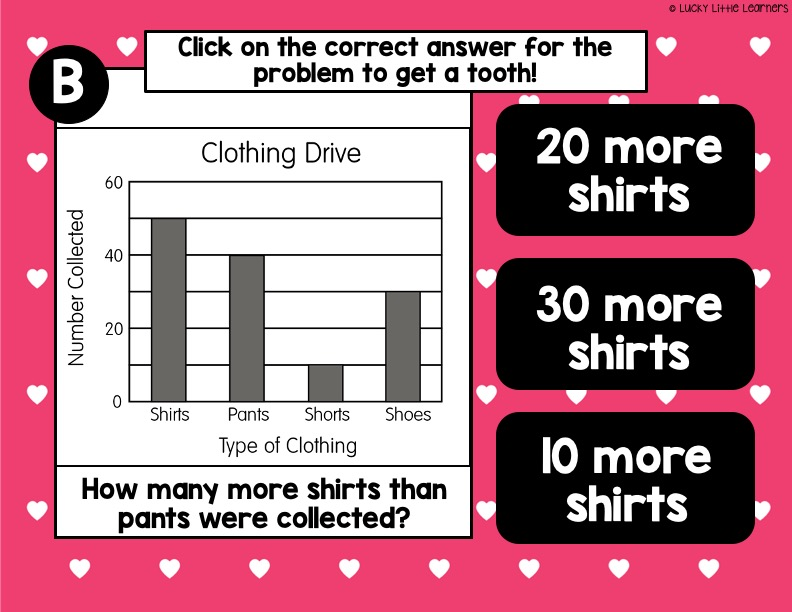 © Lucky Little Learners
Click on the correct answer for the
problem to get a tooth!
B
Clothing Drive
Number Collected
60
40
20
0
Shirts Pants Shorts Shoes
Type of Clothing
How many more shirts than
pants were collected?
20 more
shirts
30 more
shirts
10 more
shirts